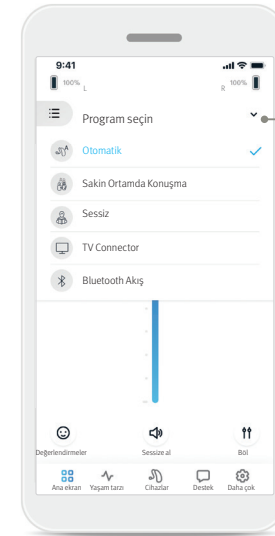 9:41
100% L
R 100%
Program seçin
Otomatik
Sakin Ortamda Konuşma
Sessiz
TV Connector
Bluetooth Akış
Değerlendirmeler Sessize al Böl
Ana ekran Yaşam tarzı Cihazlar Destek Daha çok